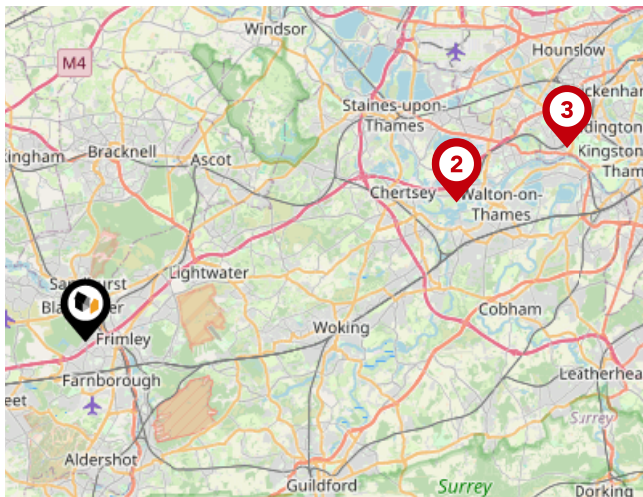 Windsor
Hounslow
M4
Staines-upon-
Thames
3
Bracknell
Ascot
2
Kingston
Chertsey
Walton-on-
Thames
Lightwater
Cobham
Woking
Frimley
Farnborough
Surrey
Aldershot
Guildford
Surrey
Dorking